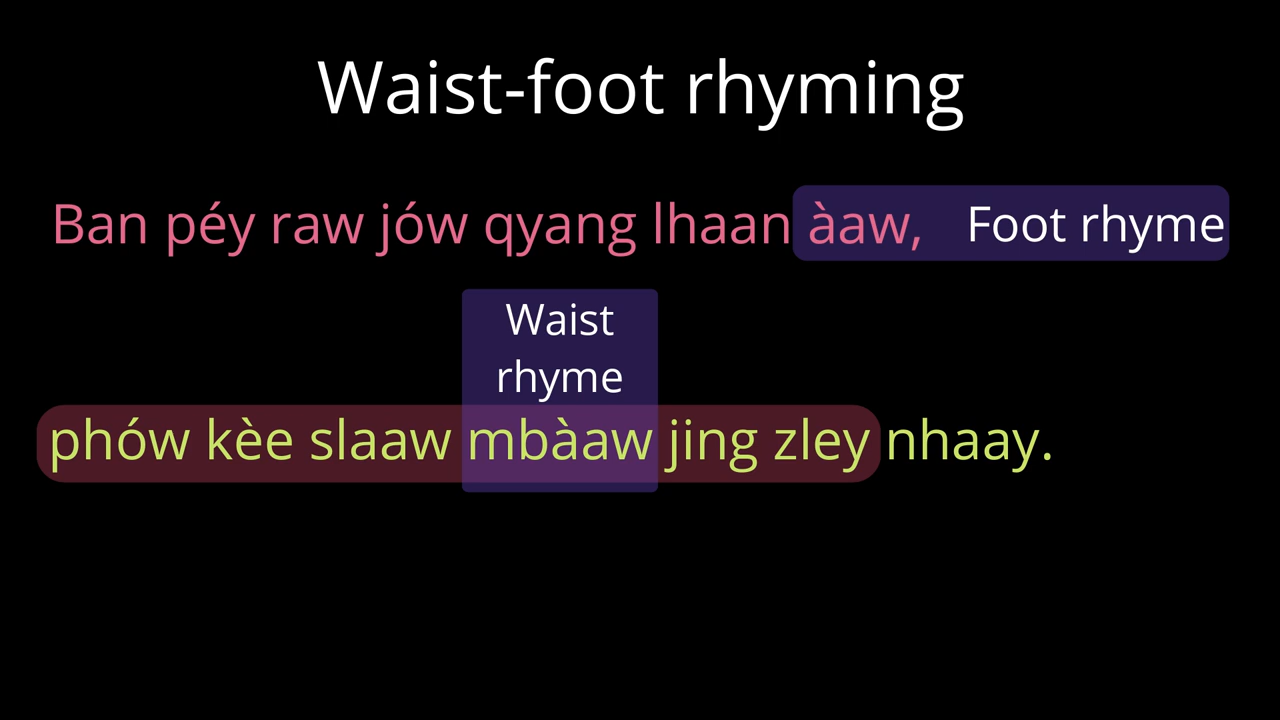 Waist-foot rhyming
Ban péy raw jów qyang lhaan àaw, Foot rhyme
Waist
rhyme
phów kèe slaaw mbàaw jing zley nhaay.